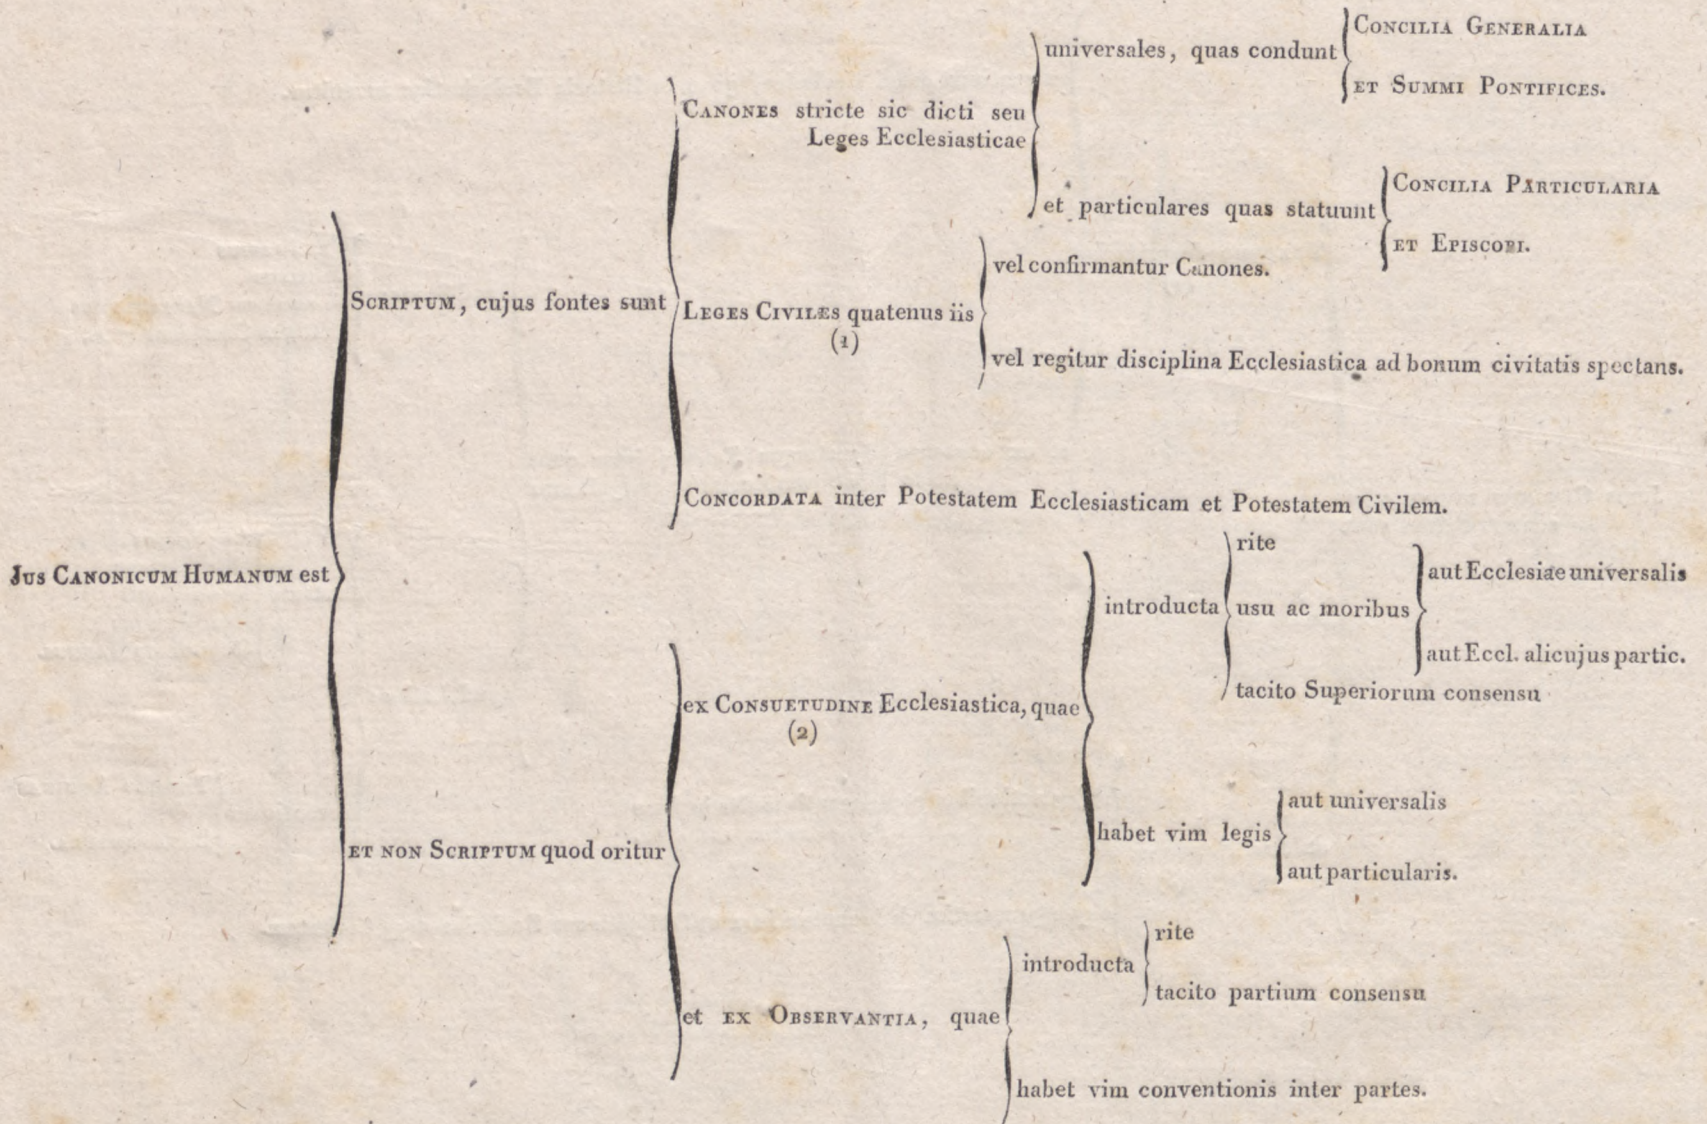 Jus Canonicum Humanum est
Scriptum, cujus fontes sunt
Canones stricte sic dicti seu
Leges Ecclesiasticae
universales, quas condunt
Concilia Generalia
et Summi Pontifices.
et particulares quas statuunt
Concilia Particularia
et Episcopi.
Leges Civiles quatenus iis
(1)
vel confirmantur Canones.
vel regitur disciplina Ecclesiastica ad bonum civitatis spectans.
Concordata inter Potestatem Ecclesiasticam et Potestatem Civilem.
et non Scriptum quod oritur
ex Consuetudine Ecclesiastica, quae
(2)
introducta
rite
usu ac moribus
aut Ecclesiae universalis
aut Eccl. alicujus partic.
tacito Superiorum consensu
habet vim legis
aut universalis
aut particularis.
et ex Observantia, quae
introducta
rite
tacito partium consensu
habet vim conventionis inter partes.